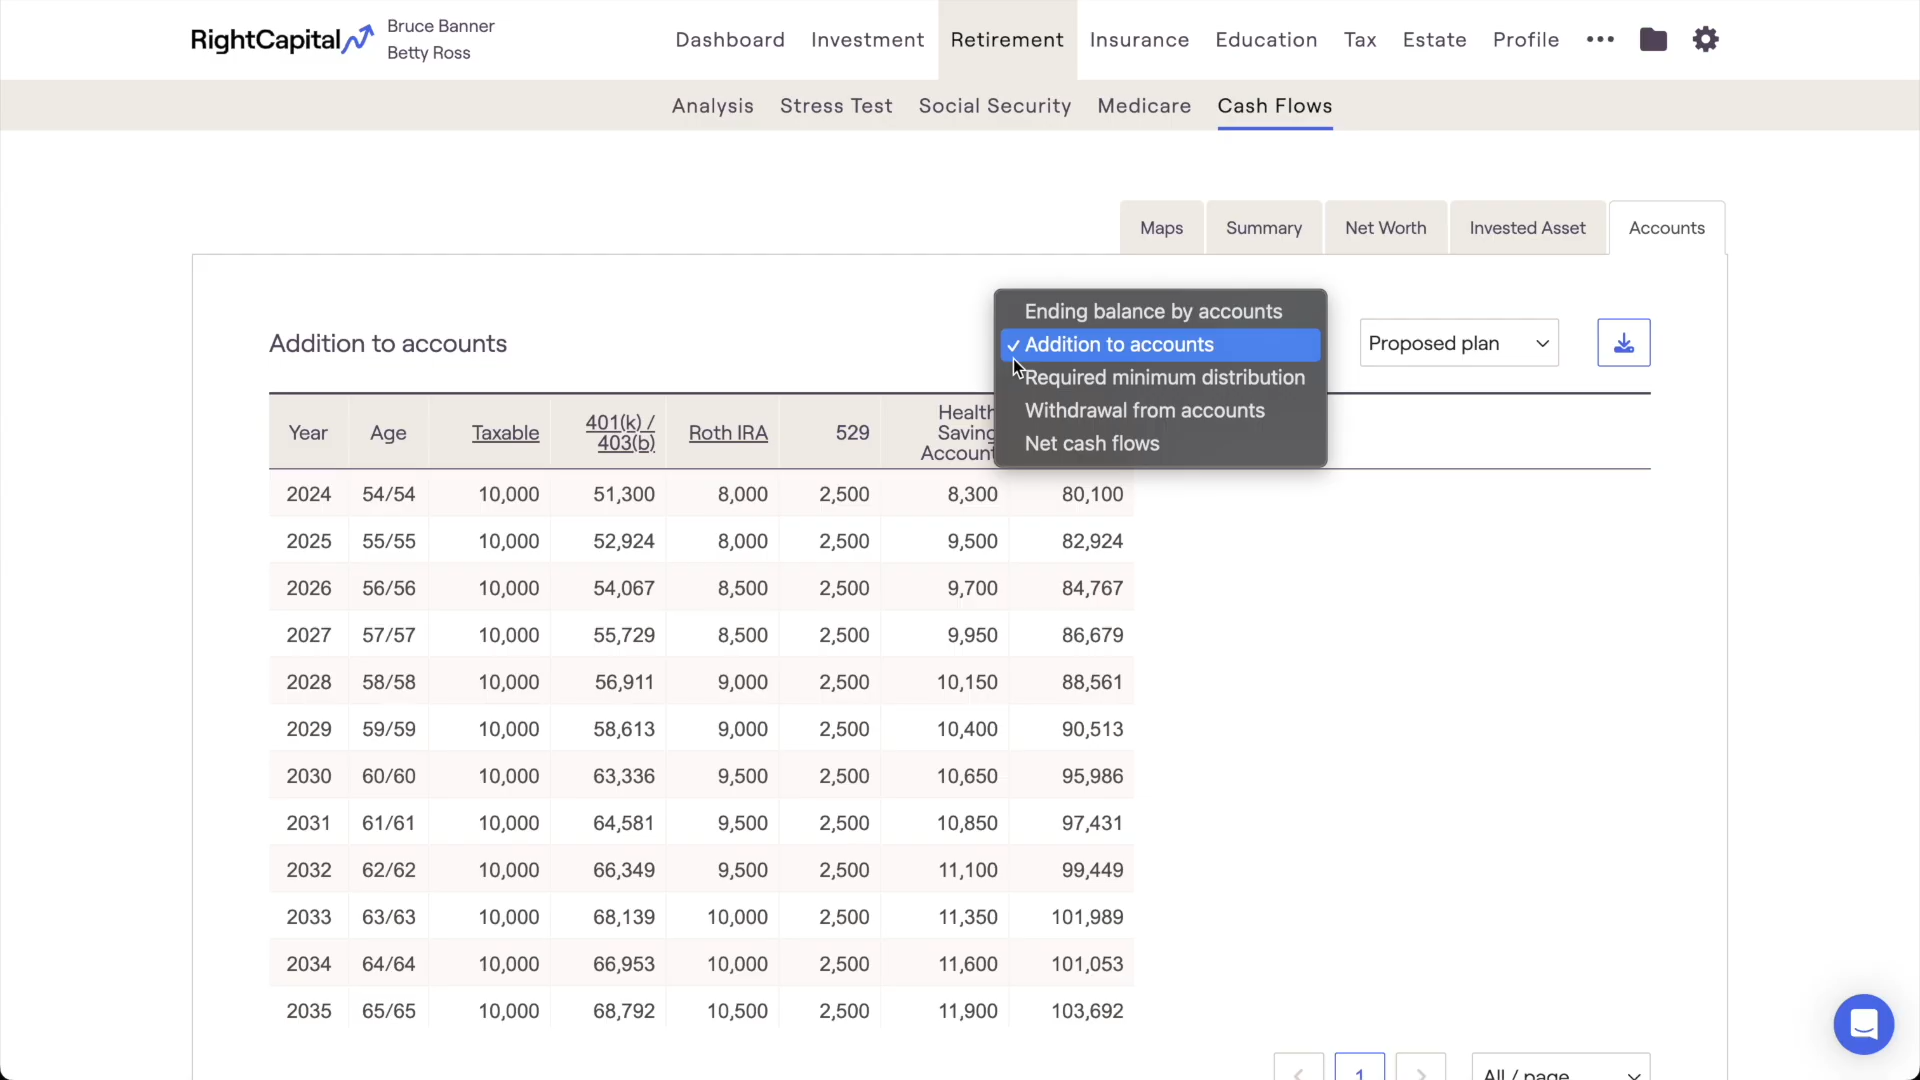 RightCapital
Bruce Banner
Betty Ross
Dashboard
Investment
Retirement
Insurance
Education
Tax
Estate
Profile
Analysis
Stress Test
Social Security
Medicare
Cash Flows
Maps
Summary
Net Worth
Invested Asset
Accounts
Addition to accounts
Ending balance by accounts
✓ Addition to accounts
Required minimum distribution
Withdrawal from accounts
Net cash flows
Proposed plan
Year Age Taxable 401(k) / 403(b) Roth IRA 529 Health Saving Account
2024 54/54 10,000 51,300 8,000 2,500 8,300 80,100
2025 55/55 10,000 52,924 8,000 2,500 9,500 82,924
2026 56/56 10,000 54,067 8,500 2,500 9,700 84,767
2027 57/57 10,000 55,729 8,500 2,500 9,950 86,679
2028 58/58 10,000 56,911 9,000 2,500 10,150 88,561
2029 59/59 10,000 58,613 9,000 2,500 10,400 90,513
2030 60/60 10,000 63,336 9,500 2,500 10,650 95,986
2031 61/61 10,000 64,581 9,500 2,500 10,850 97,431
2032 62/62 10,000 66,349 9,500 2,500 11,100 99,449
2033 63/63 10,000 68,139 10,000 2,500 11,350 101,989
2034 64/64 10,000 66,953 10,000 2,500 11,600 101,053
2035 65/65 10,000 68,792 10,500 2,500 11,900 103,692
1
All / page